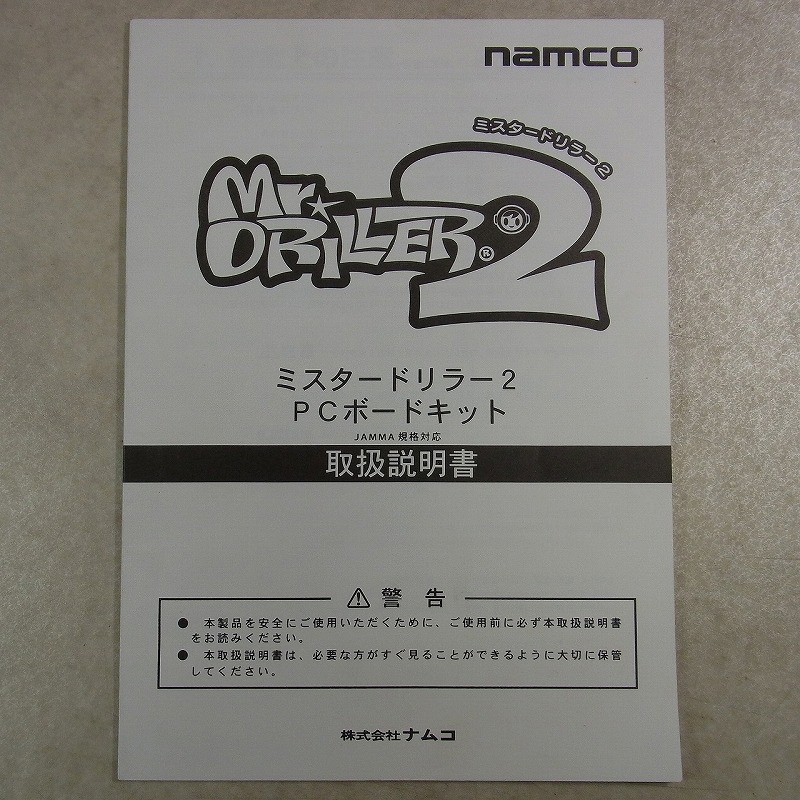 namco®
ミスタードリラー2
Mr.
DRILLER®
2
ミスタードリラー2
PCボードキット
JAMMA 規格対応
取扱説明書
⚠ 警告
● 本製品を安全にご使用いただくために、ご使用前に必ず本取扱説明書
をお読みください。
● 本取扱説明書は、必要な方がすぐ見ることができるように大切に保管
してください。
株式会社ナムコ